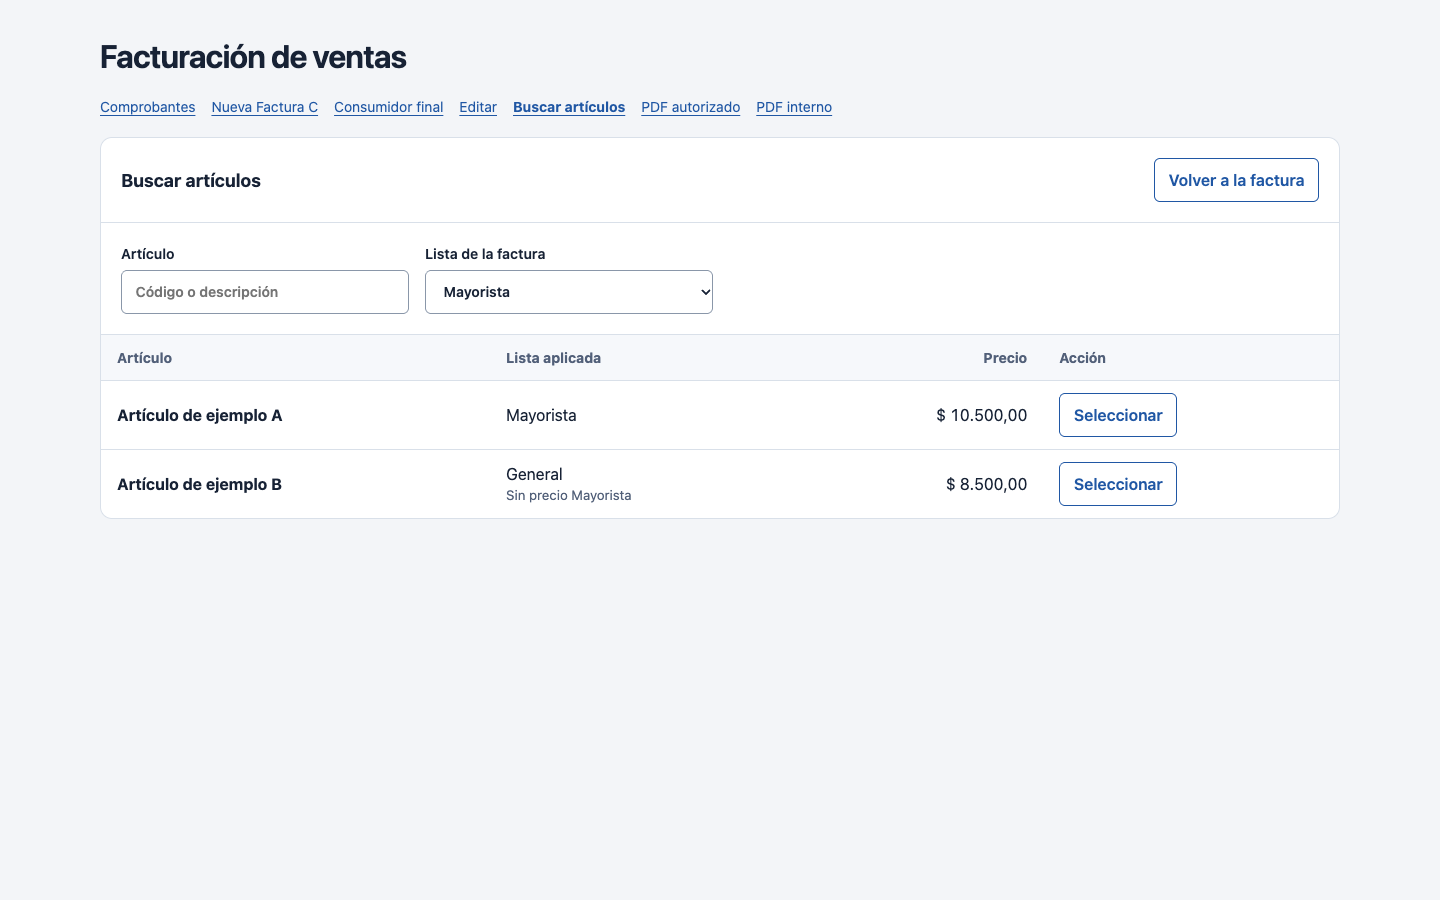 Facturación de ventas
Comprobantes Nueva Factura C Consumidor final Editar Buscar artículos PDF autorizado PDF interno
Buscar artículos Volver a la factura
Artículo Lista de la factura
Código o descripción Mayorista
Artículo Lista aplicada Precio Acción
Artículo de ejemplo A Mayorista $ 10.500,00 Seleccionar
Artículo de ejemplo B General $ 8.500,00 Seleccionar
Sin precio Mayorista